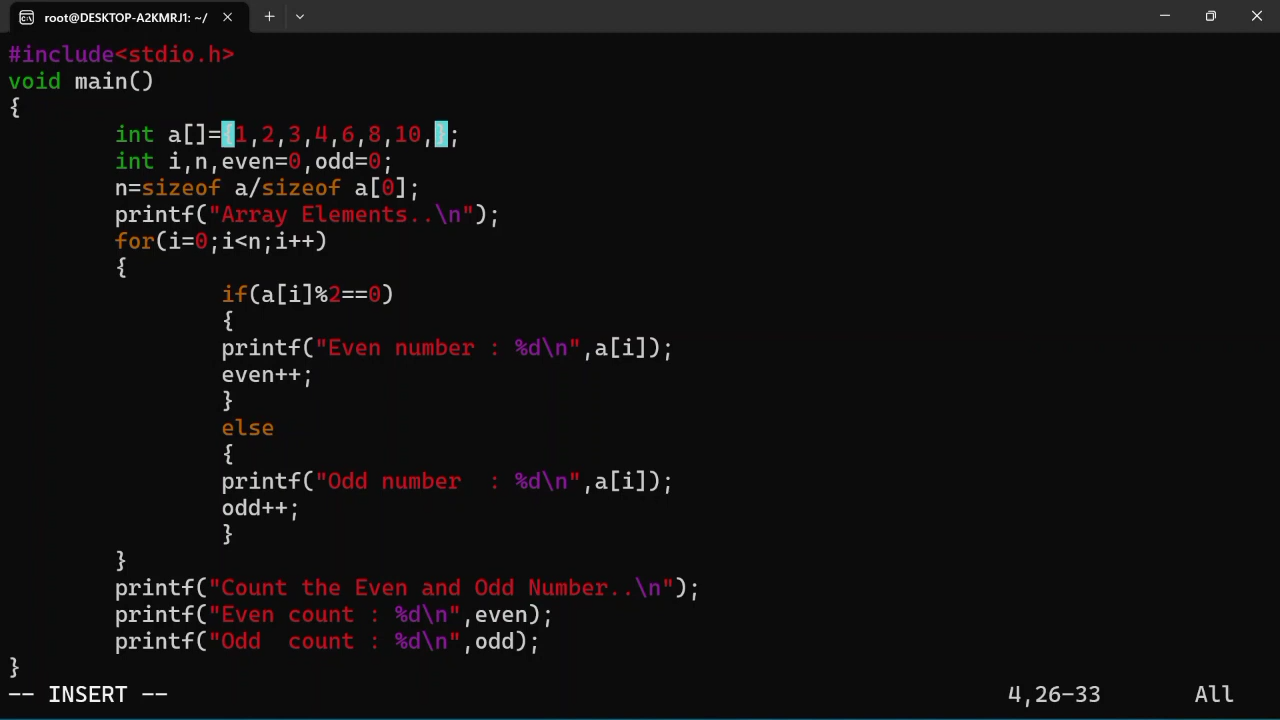 root@DESKTOP-A2KMRJ1: ~/
#include<stdio.h>
void main()
{
        int a[]={1,2,3,4,6,8,10,};
        int i,n,even=0,odd=0;
        n=sizeof a/sizeof a[0];
        printf("Array Elements..\n");
        for(i=0;i<n;i++)
        {
                if(a[i]%2==0)
                {
                printf("Even number : %d\n",a[i]);
                even++;
                }
                else
                {
                printf("Odd number  : %d\n",a[i]);
                odd++;
                }
        }
        printf("Count the Even and Odd Number..\n");
        printf("Even count : %d\n",even);
        printf("Odd  count : %d\n",odd);
}
-- INSERT -- 4,26-33 All